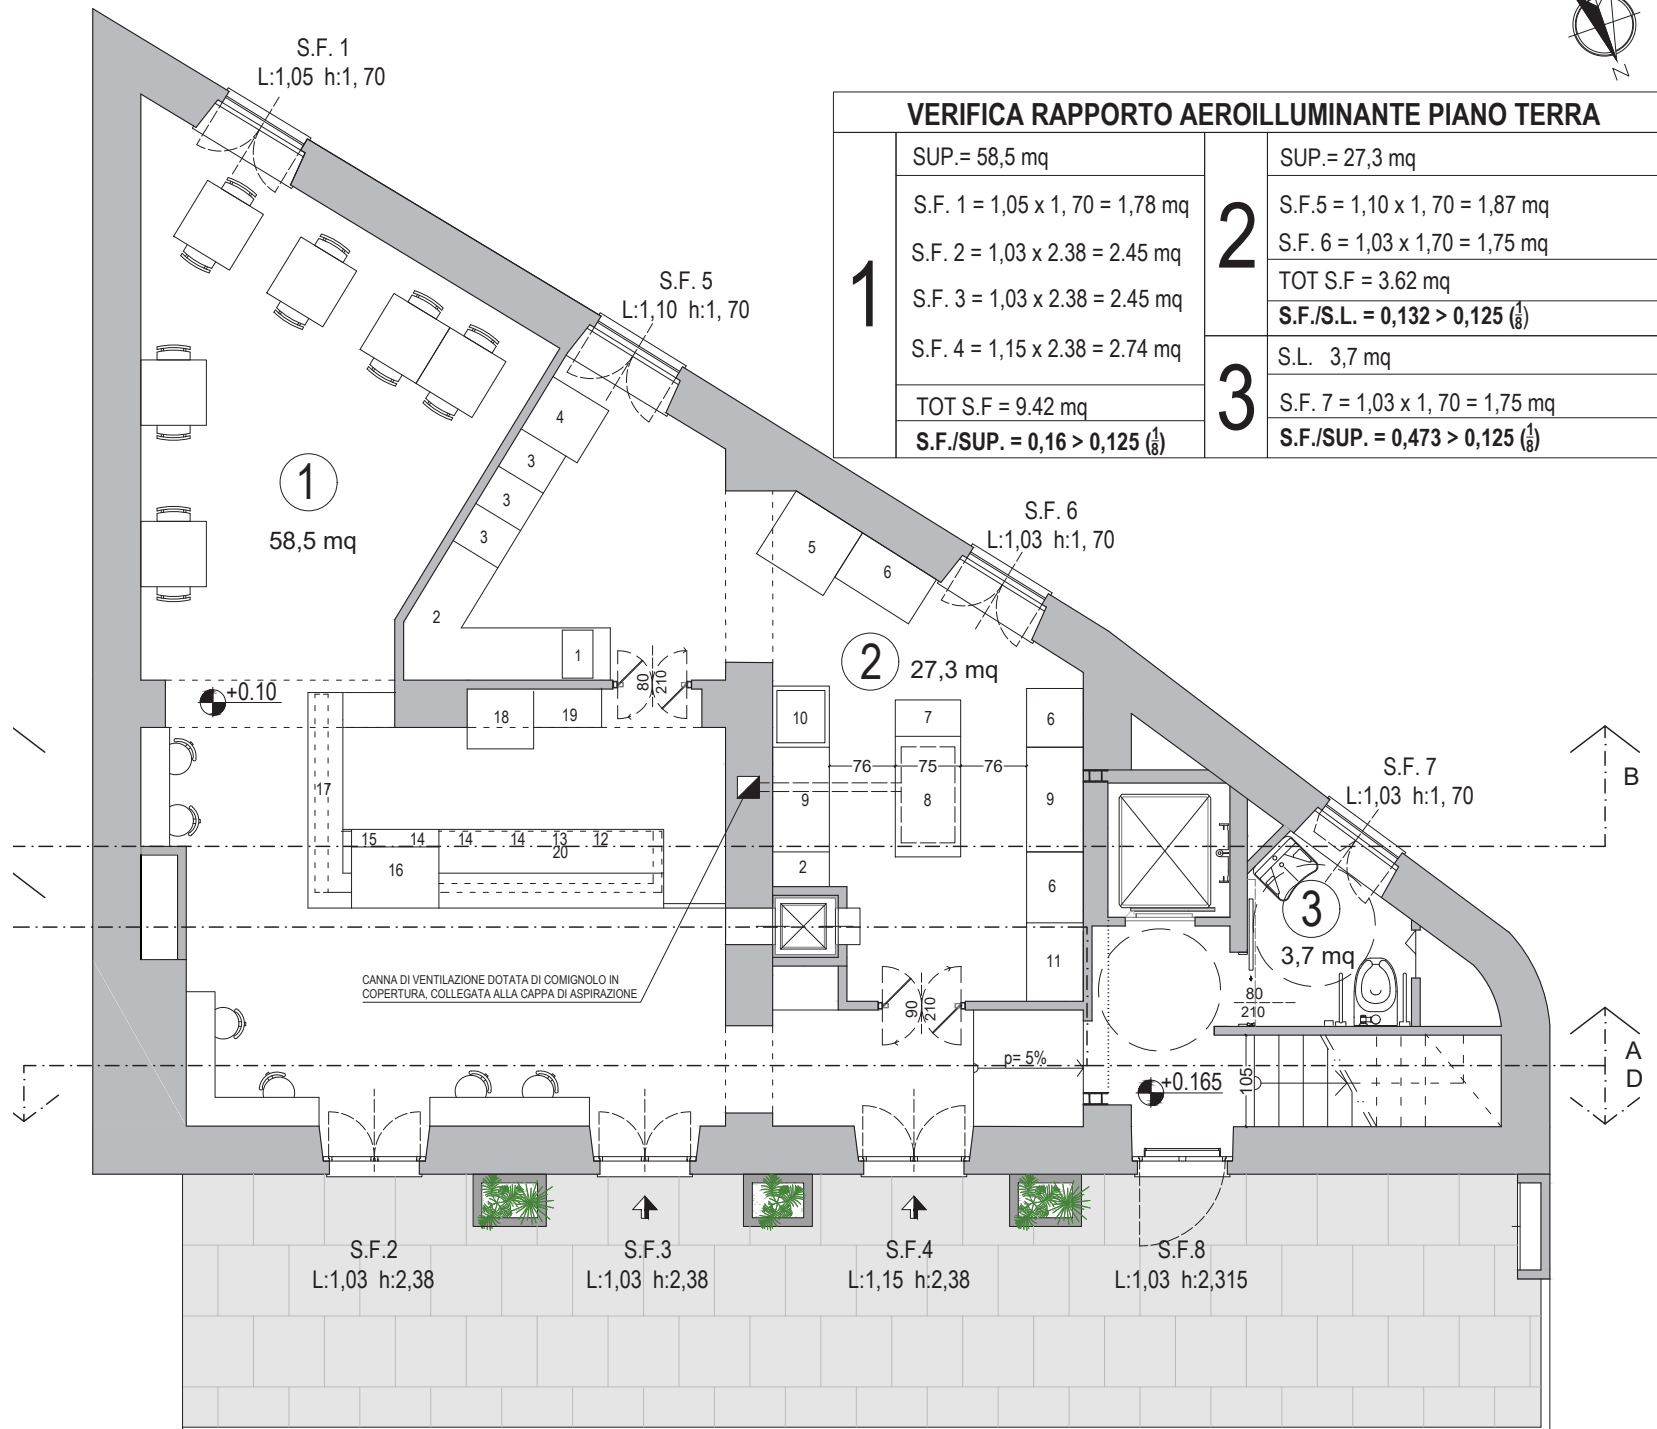 N
S.F. 1
L:1,05 h:1, 70
VERIFICA RAPPORTO AEROILLUMINANTE PIANO TERRA
1
SUP.= 58,5 mq
S.F. 1 = 1,05 x 1, 70 = 1,78 mq
S.F. 2 = 1,03 x 2.38 = 2.45 mq
S.F. 3 = 1,03 x 2.38 = 2.45 mq
S.F. 4 = 1,15 x 2.38 = 2.74 mq
TOT S.F = 9.42 mq
S.F./SUP. = 0,16 > 0,125 (1/8)
2
SUP.= 27,3 mq
S.F.5 = 1,10 x 1, 70 = 1,87 mq
S.F. 6 = 1,03 x 1,70 = 1,75 mq
TOT S.F = 3.62 mq
S.F./S.L. = 0,132 > 0,125 (1/8)
3
S.L. 3,7 mq
S.F. 7 = 1,03 x 1, 70 = 1,75 mq
S.F./SUP. = 0,473 > 0,125 (1/8)
S.F. 5
L:1,10 h:1, 70
4
3
3
3
2
1
1
58,5 mq
S.F. 6
L:1,03 h:1, 70
5
6
2
27,3 mq
80
210
+0.10
18
19
10
7
6
76
75
76
17
9
8
9
15
14
14
14
13
12
20
16
2
6
11
S.F. 7
L:1,03 h:1, 70
B
3
3,7 mq
80
210
CANNA DI VENTILAZIONE DOTATA DI COMIGNOLO IN
COPERTURA, COLLEGATA ALLA CAPPA DI ASPIRAZIONE
90
210
p= 5%
+0.165
105
A
D
S.F.2
L:1,03 h:2,38
S.F.3
L:1,03 h:2,38
S.F.4
L:1,15 h:2,38
S.F.8
L:1,03 h:2,315